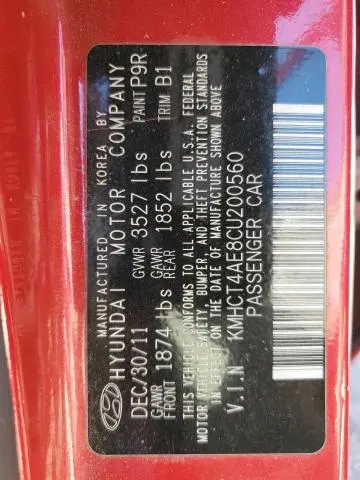 MANUFACTURED IN KOREA BY
HYUNDAI MOTOR COMPANY
DEC/30/11 GVWR 3527 lbs PAINT P9R
GAWR FRONT 1874 lbs GAWR REAR 1852 lbs TRIM B1
THIS VEHICLE CONFORMS TO ALL APPLICABLE U.S.A. FEDERAL
MOTOR VEHICLE SAFETY, BUMPER, AND THEFT PREVENTION STANDARDS
IN EFFECT ON THE DATE OF MANUFACTURE SHOWN ABOVE
V.I.N KMHCT4AE8CU200560
PASSENGER CAR